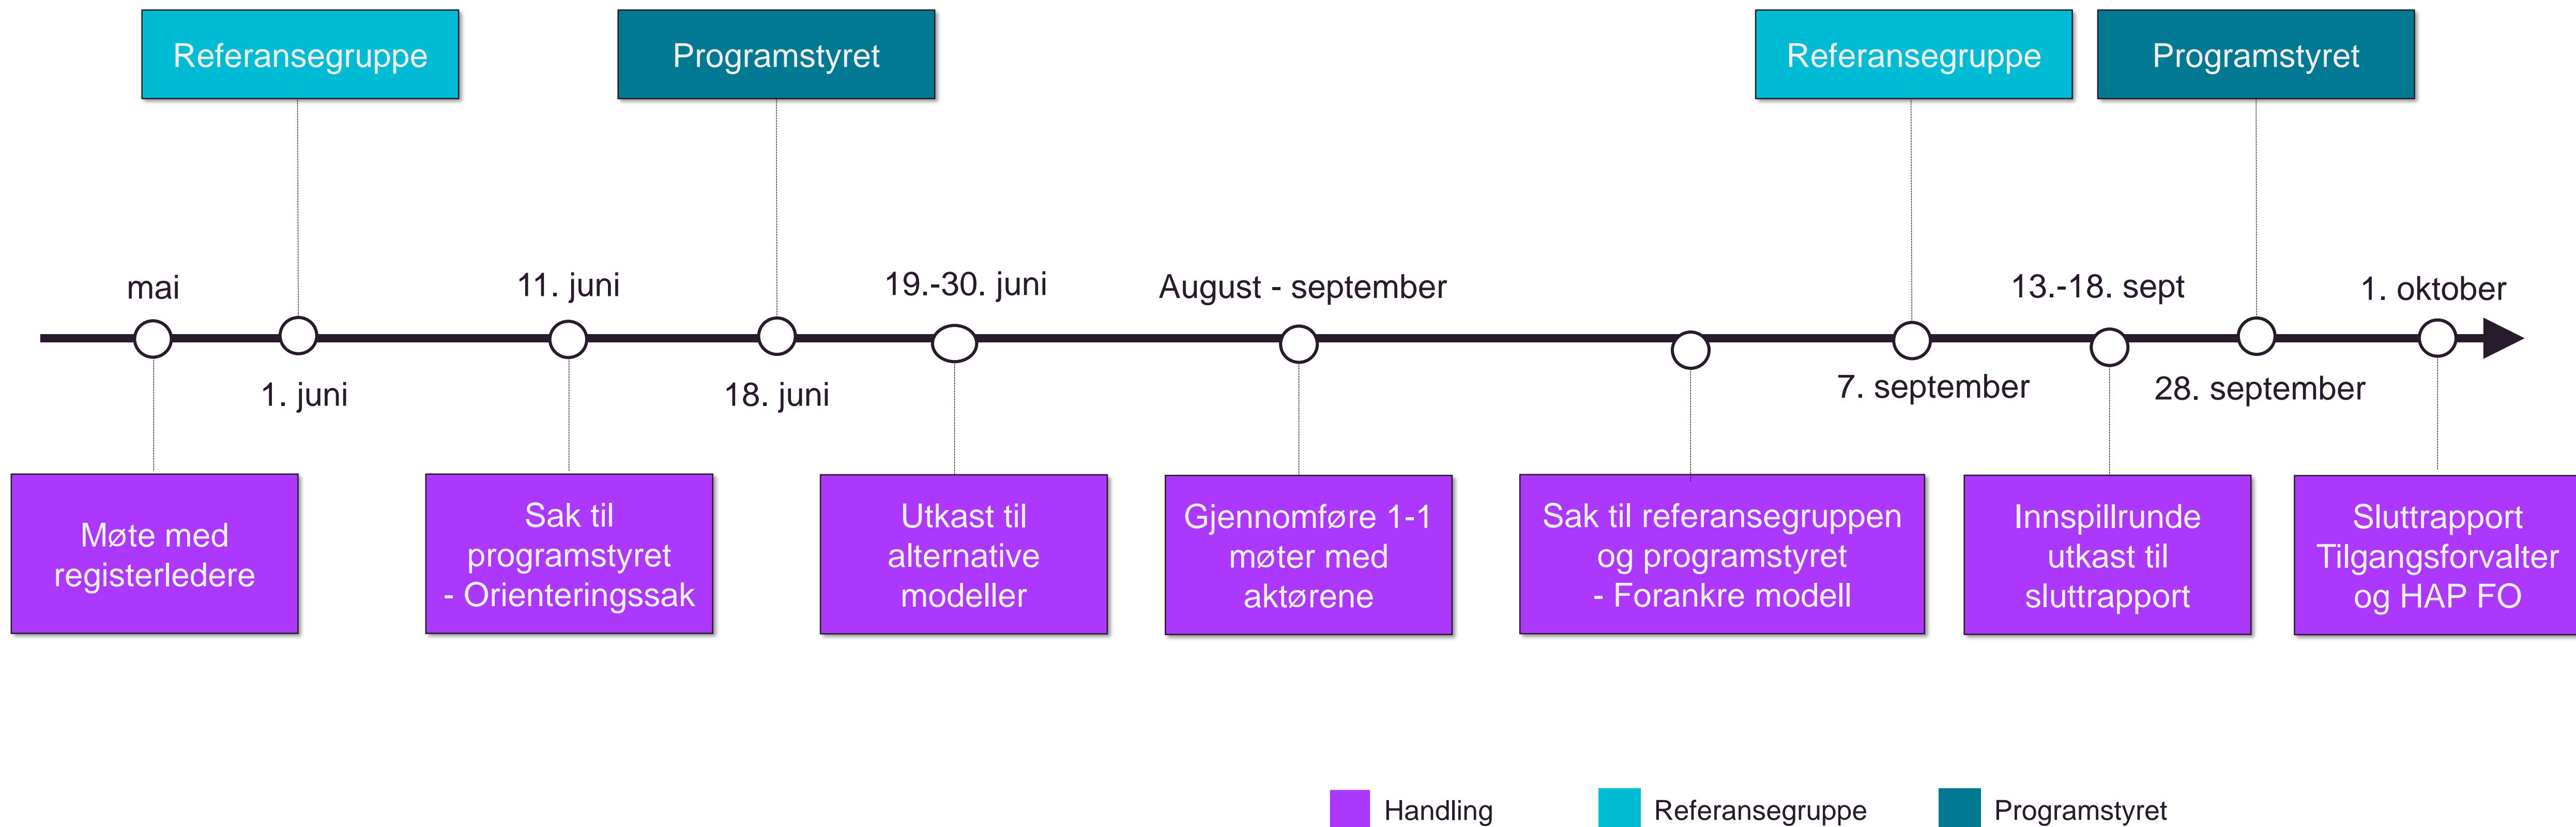 Referansegruppe
Programstyret
Referansegruppe
Programstyret
mai
11. juni
19.-30. juni
August - september
13.-18. sept
1. oktober
1. juni
18. juni
7. september
28. september
Møte med
registerledere
Sak til
programstyret
- Orienteringssak
Utkast til
alternative
modeller
Gjennomføre 1-1
møter med
aktørene
Sak til referansegruppen
og programstyret
- Forankre modell
Innspillrunde
utkast til
sluttrapport
Sluttrapport
Tilgangsforvalter
og HAP FO
Handling
Referansegruppe
Programstyret